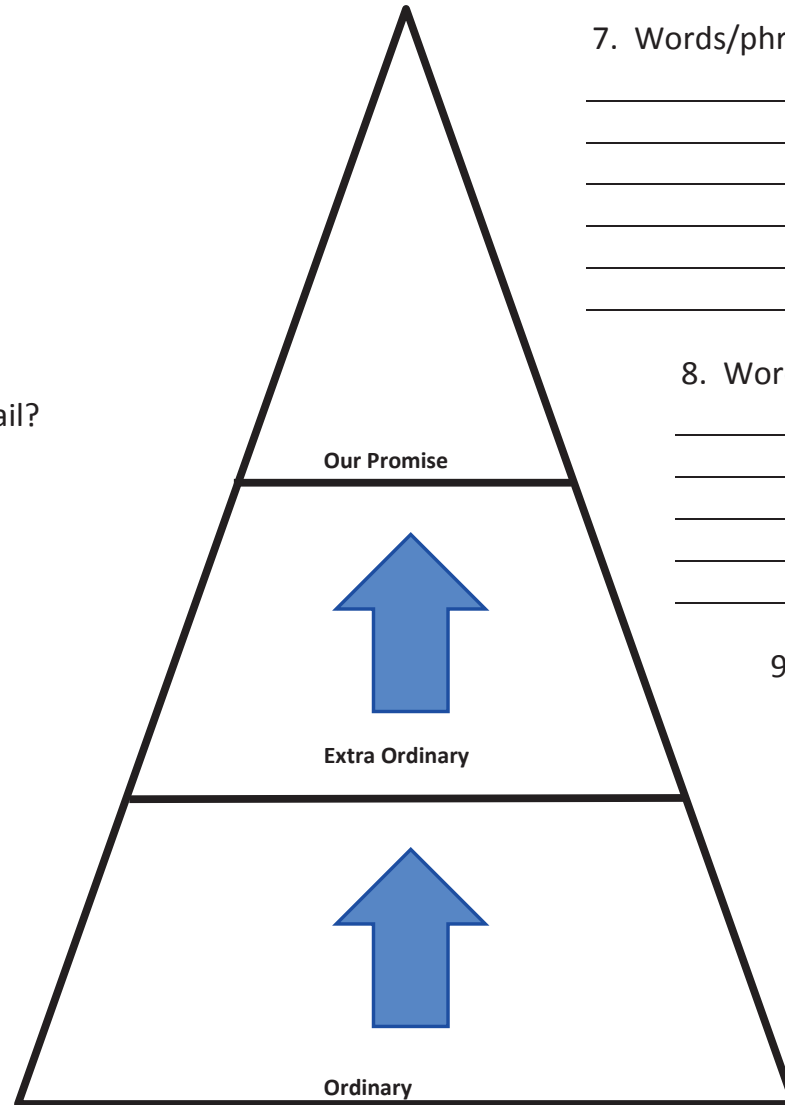 7. Words/phr
8. Wor
ail?
Our Promise
9
Extra Ordinary
Ordinary